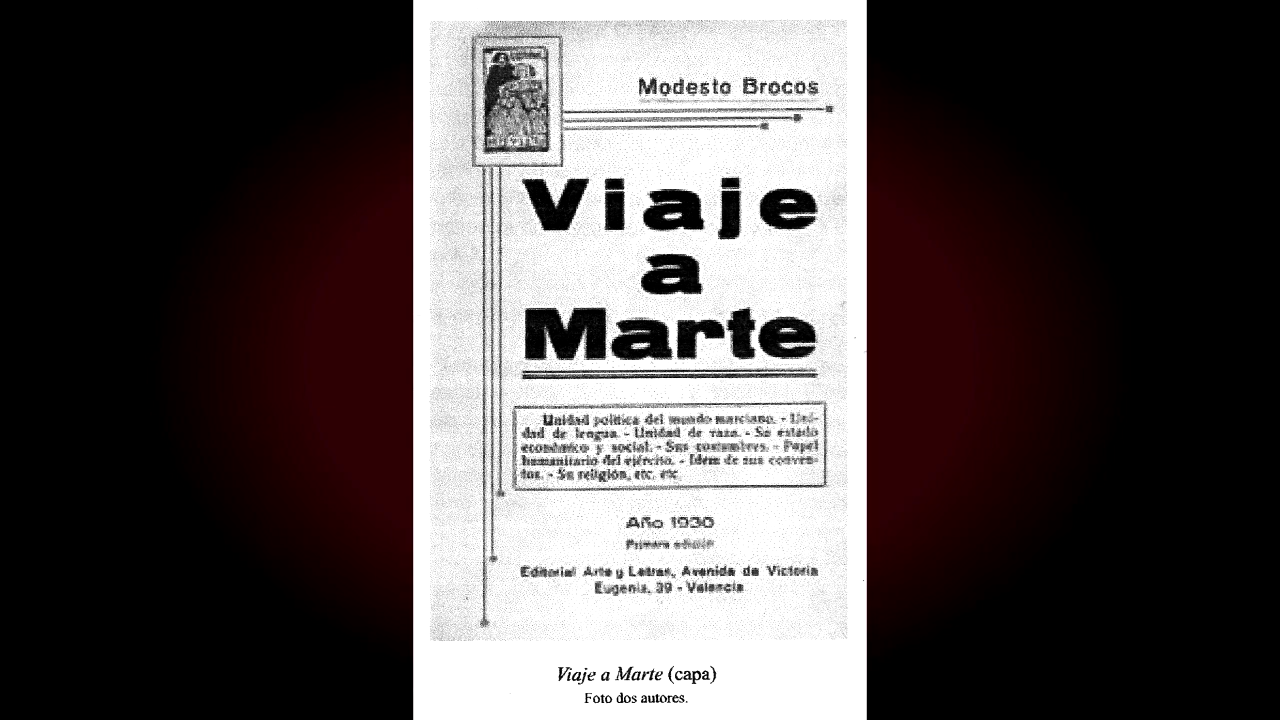 Modesto Brocos
Viaje
a
Marte
Unidad política del mundo marciano. - Uni-
dad de lengua. - Unidad de raza. - Su estado
económico y social. - Sus costumbres. - Papel
humanitario del ejército. - Idem de sus conven-
tos. - Su religión, etc. etc.
Año 1930
Primera edición
Editorial Arte y Letras, Avenida de Victoria
Eugenia, 39 - Valencia
Viaje a Marte (capa)
Foto dos autores.